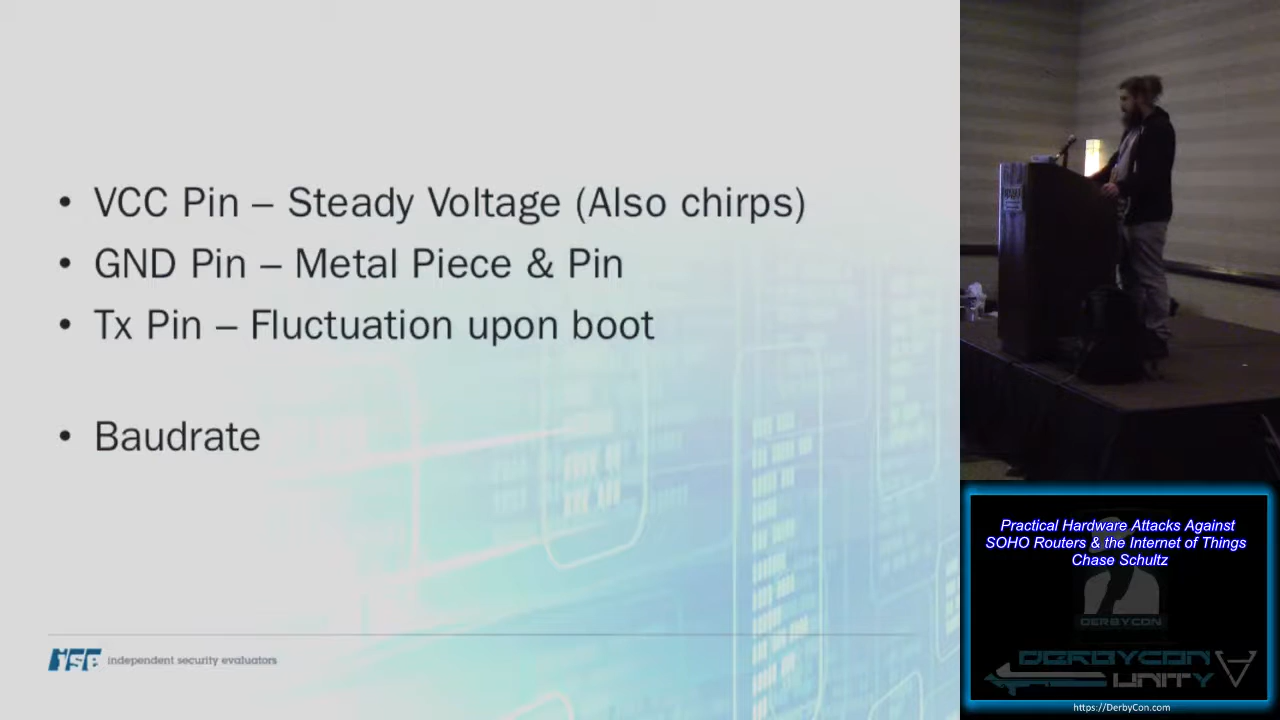 • VCC Pin – Steady Voltage (Also chirps)
• GND Pin – Metal Piece & Pin
• Tx Pin – Fluctuation upon boot
• Baudrate
ise independent security evaluators
Practical Hardware Attacks Against
SOHO Routers & the Internet of Things
Chase Schultz
DERBYCON
DERBYCON
UNITY
https://DerbyCon.com